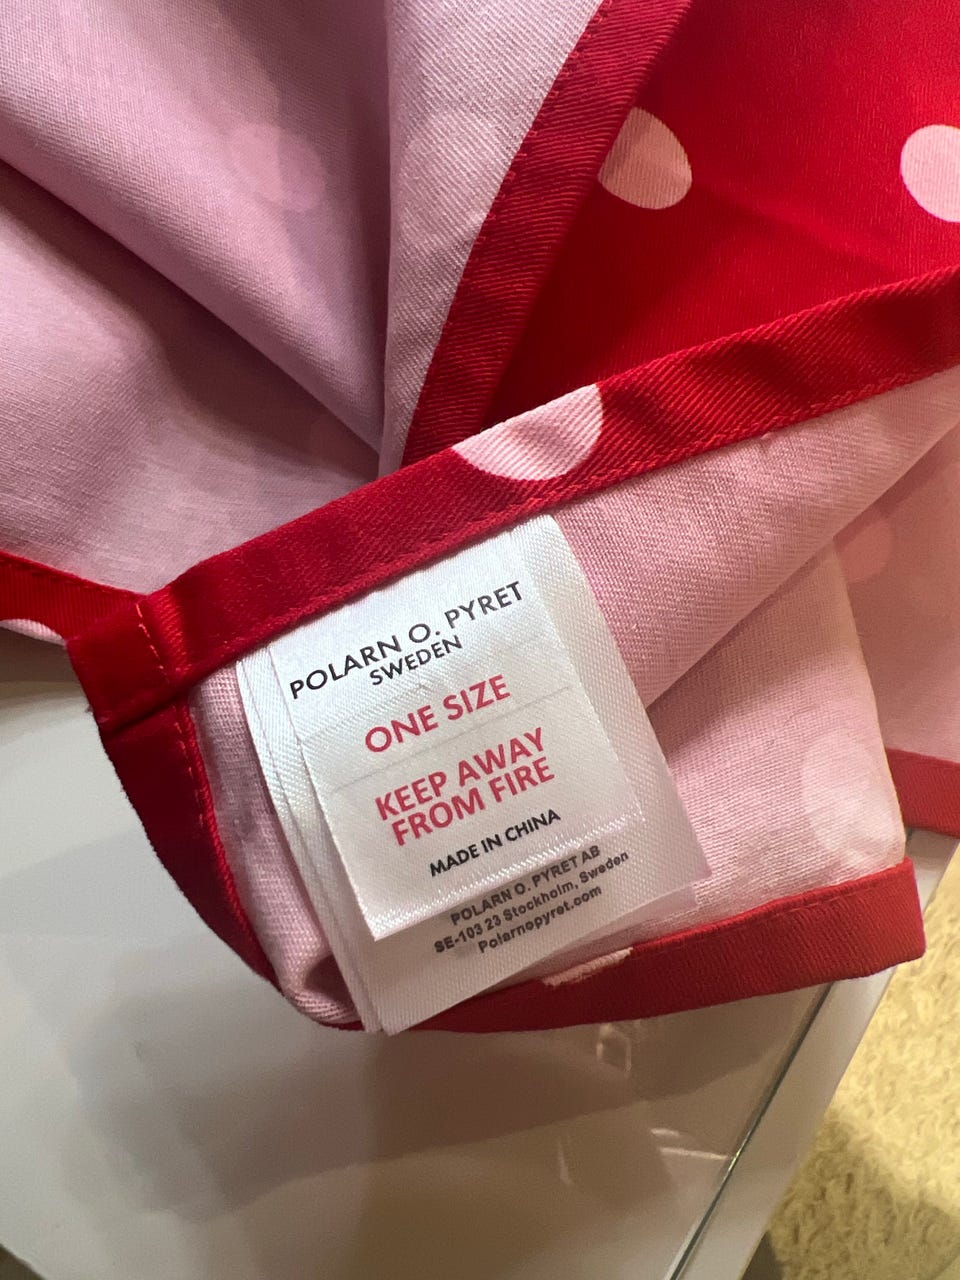 POLARN O. PYRET
SWEDEN
ONE SIZE
KEEP AWAY
FROM FIRE
MADE IN CHINA
POLARN O. PYRET AB
SE-103 23 Stockholm, Sweden
Polarnopyret.com